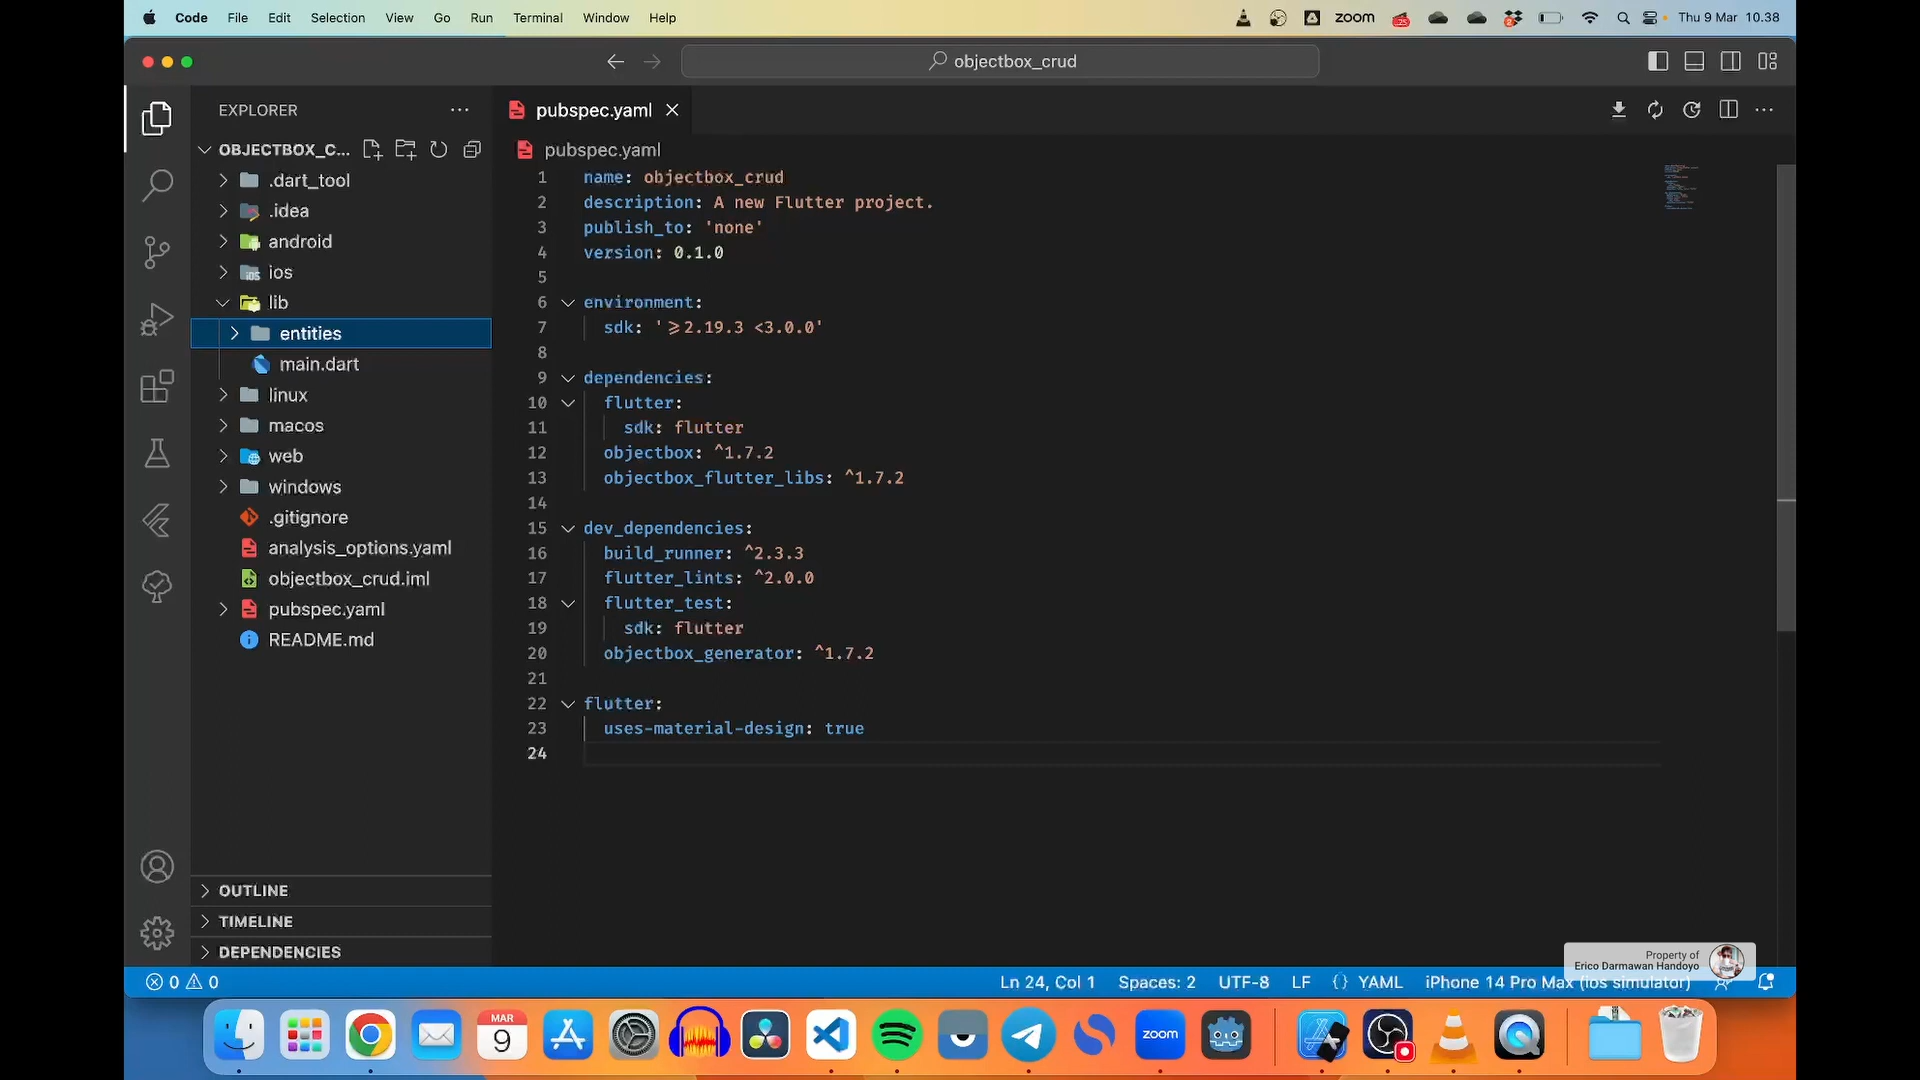 Code File Edit Selection View Go Run Terminal Window Help
zoom 25 2 Thu 9 Mar 10.38
objectbox_crud
EXPLORER
OBJECTBOX_C...
.dart_tool
.idea
android
ios
lib
entities
main.dart
linux
macos
web
windows
.gitignore
analysis_options.yaml
objectbox_crud.iml
pubspec.yaml
README.md
OUTLINE
TIMELINE
DEPENDENCIES
pubspec.yaml
pubspec.yaml
1 name: objectbox_crud
2 description: A new Flutter project.
3 publish_to: 'none'
4 version: 0.1.0
5
6 environment:
7 sdk: '>=2.19.3 <3.0.0'
8
9 dependencies:
10 flutter:
11 sdk: flutter
12 objectbox: ^1.7.2
13 objectbox_flutter_libs: ^1.7.2
14
15 dev_dependencies:
16 build_runner: ^2.3.3
17 flutter_lints: ^2.0.0
18 flutter_test:
19 sdk: flutter
20 objectbox_generator: ^1.7.2
21
22 flutter:
23 uses-material-design: true
24
Property of
Erico Darmawan Handoyo
0 0 Ln 24, Col 1 Spaces: 2 UTF-8 LF {} YAML iPhone 14 Pro Max (ios simulator)
MAR
9
zoom